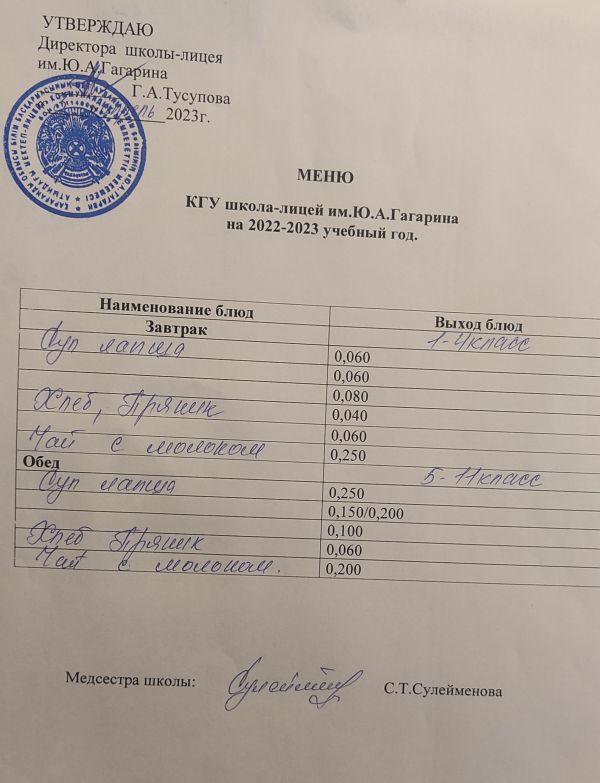 УТВЕРЖДАЮ
Директора школы-лицея
им.Ю.А.Гагарина
Г.А.Тусупова
2023г.
МЕНЮ
КГУ школа-лицей им.Ю.А.Гагарина
на 2022-2023 учебный год.
Наименование блюд Выход блюд
Завтрак 1-4класс
Суп лапша 0,060
0,060
0,080
Хлеб, Пряник 0,040
0,060
Чай с молоком 0,250
Обед 5-11класс
Суп лапша 0,250
0,150/0,200
0,100
Хлеб Пряник 0,060
Чай с молоком. 0,200
Медсестра школы: С.Т.Сулейменова